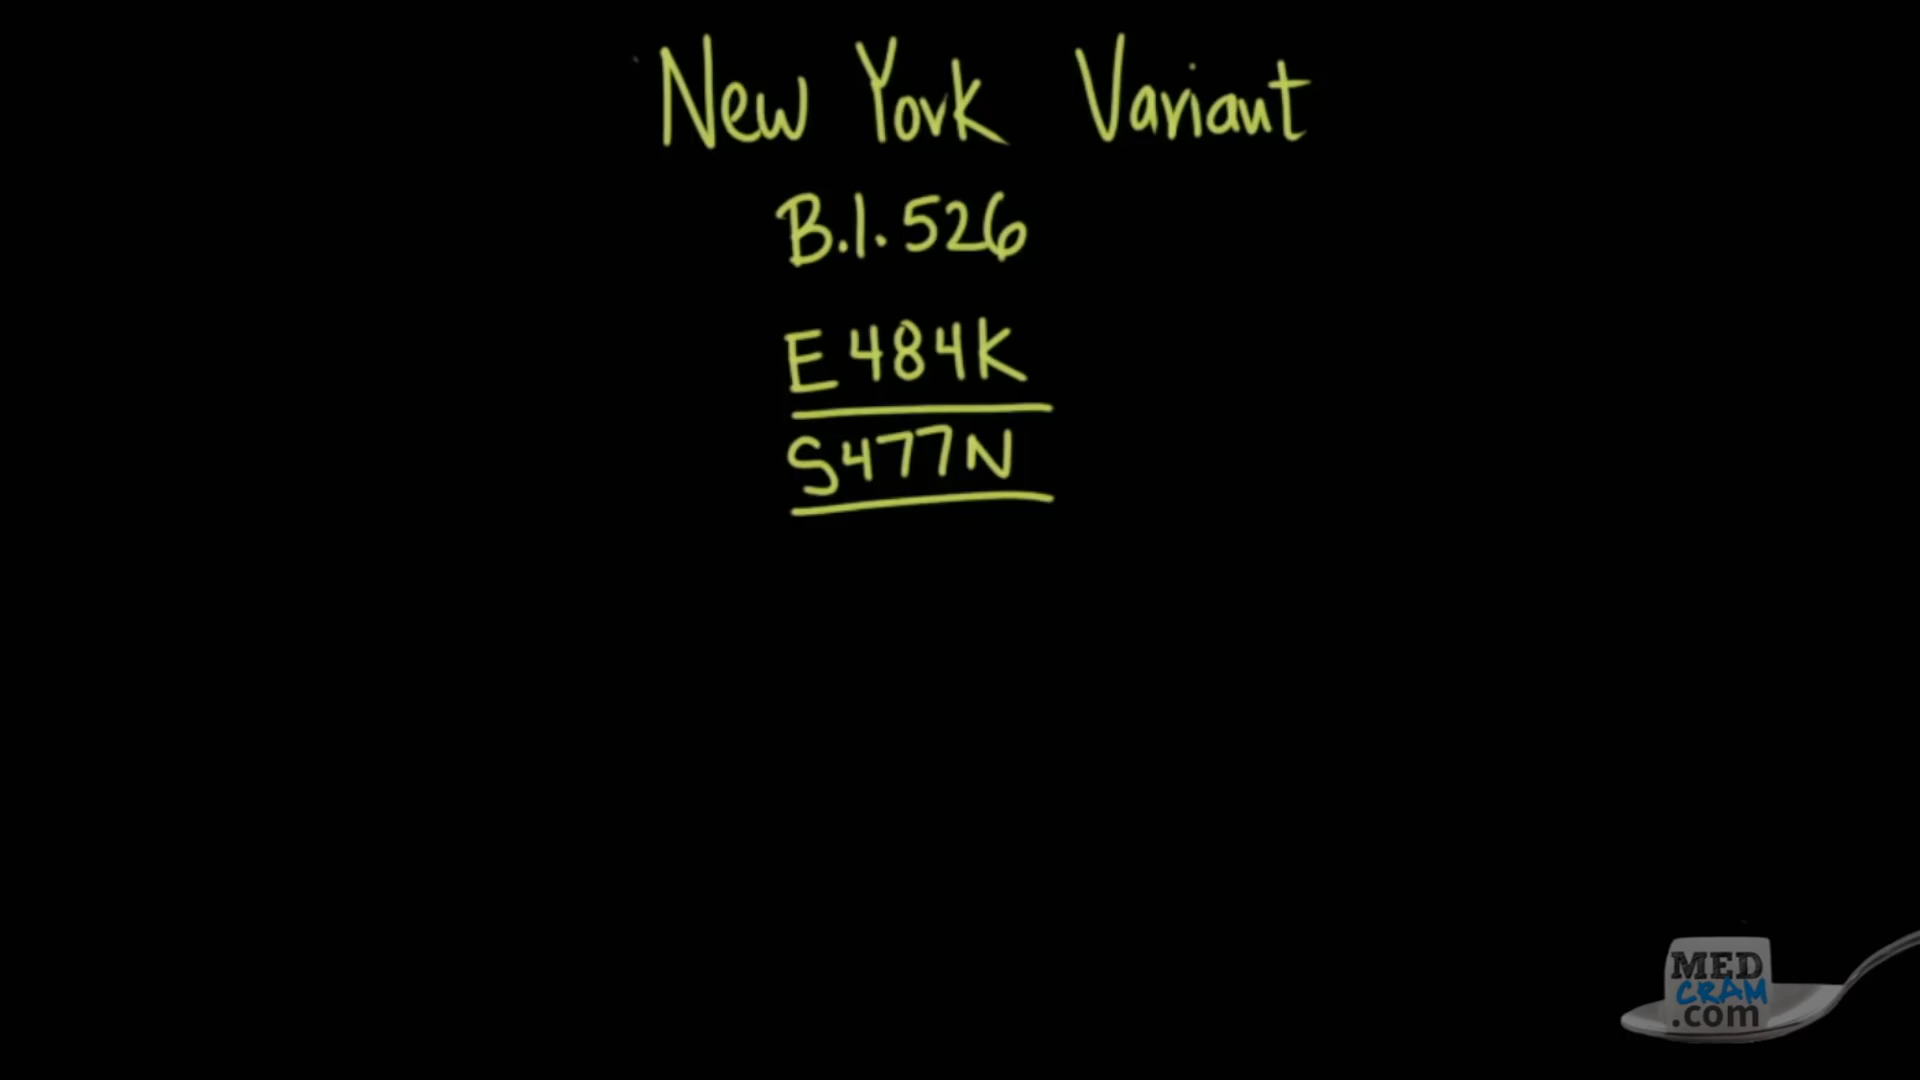 New York Variant
B.1.526
E484K
S477N
MED
CRAM
.com